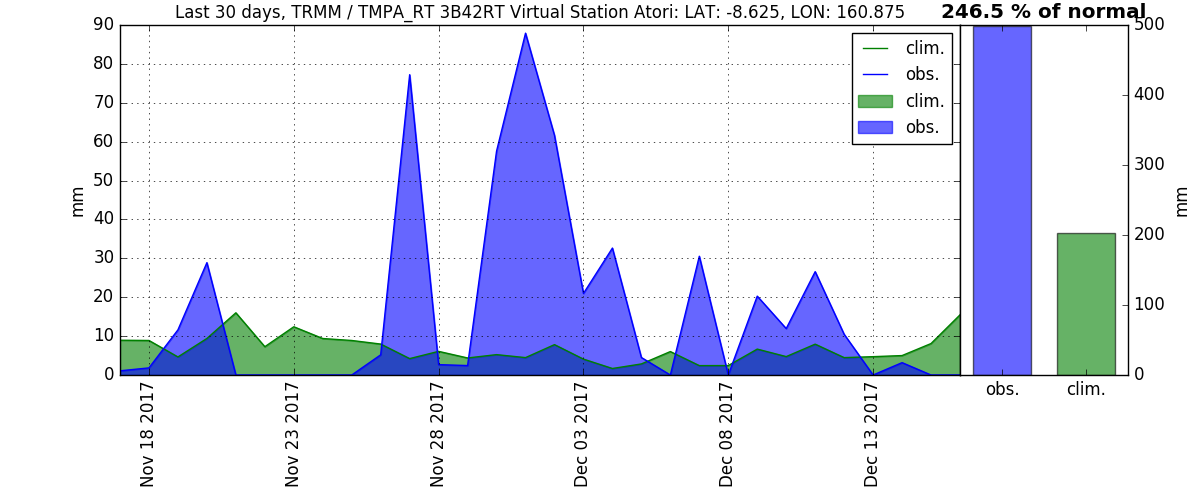 Last 30 days, TRMM / TMPA_RT 3B42RT Virtual Station Atori: LAT: -8.625, LON: 160.875
246.5 % of normal
90
80
70
60
50
40
30
20
10
0
mm
clim.
obs.
clim.
obs.
500
400
300
200
100
0
mm
Nov 18 2017
Nov 23 2017
Nov 28 2017
Dec 03 2017
Dec 08 2017
Dec 13 2017
obs.
clim.